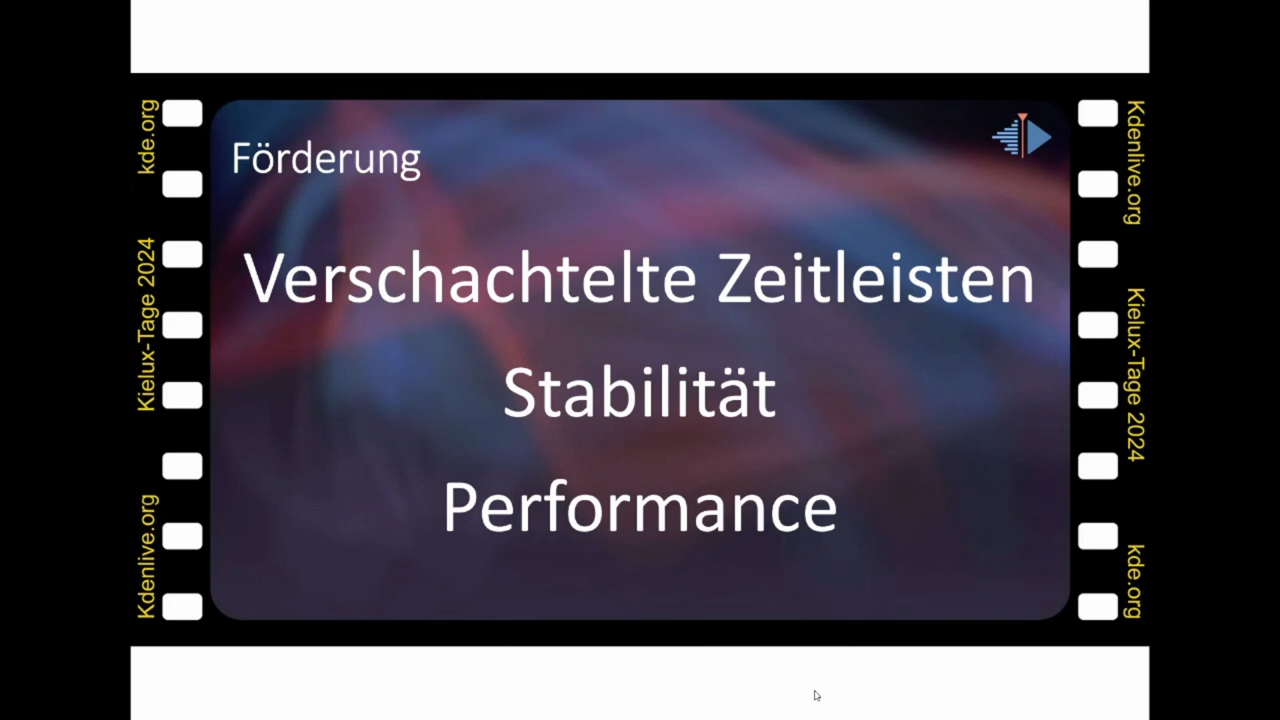 Förderung
Verschachtelte Zeitleisten
Stabilität
Performance
kde.org
Kielux-Tage 2024
Kdenlive.org
Kdenlive.org
Kielux-Tage 2024
kde.org